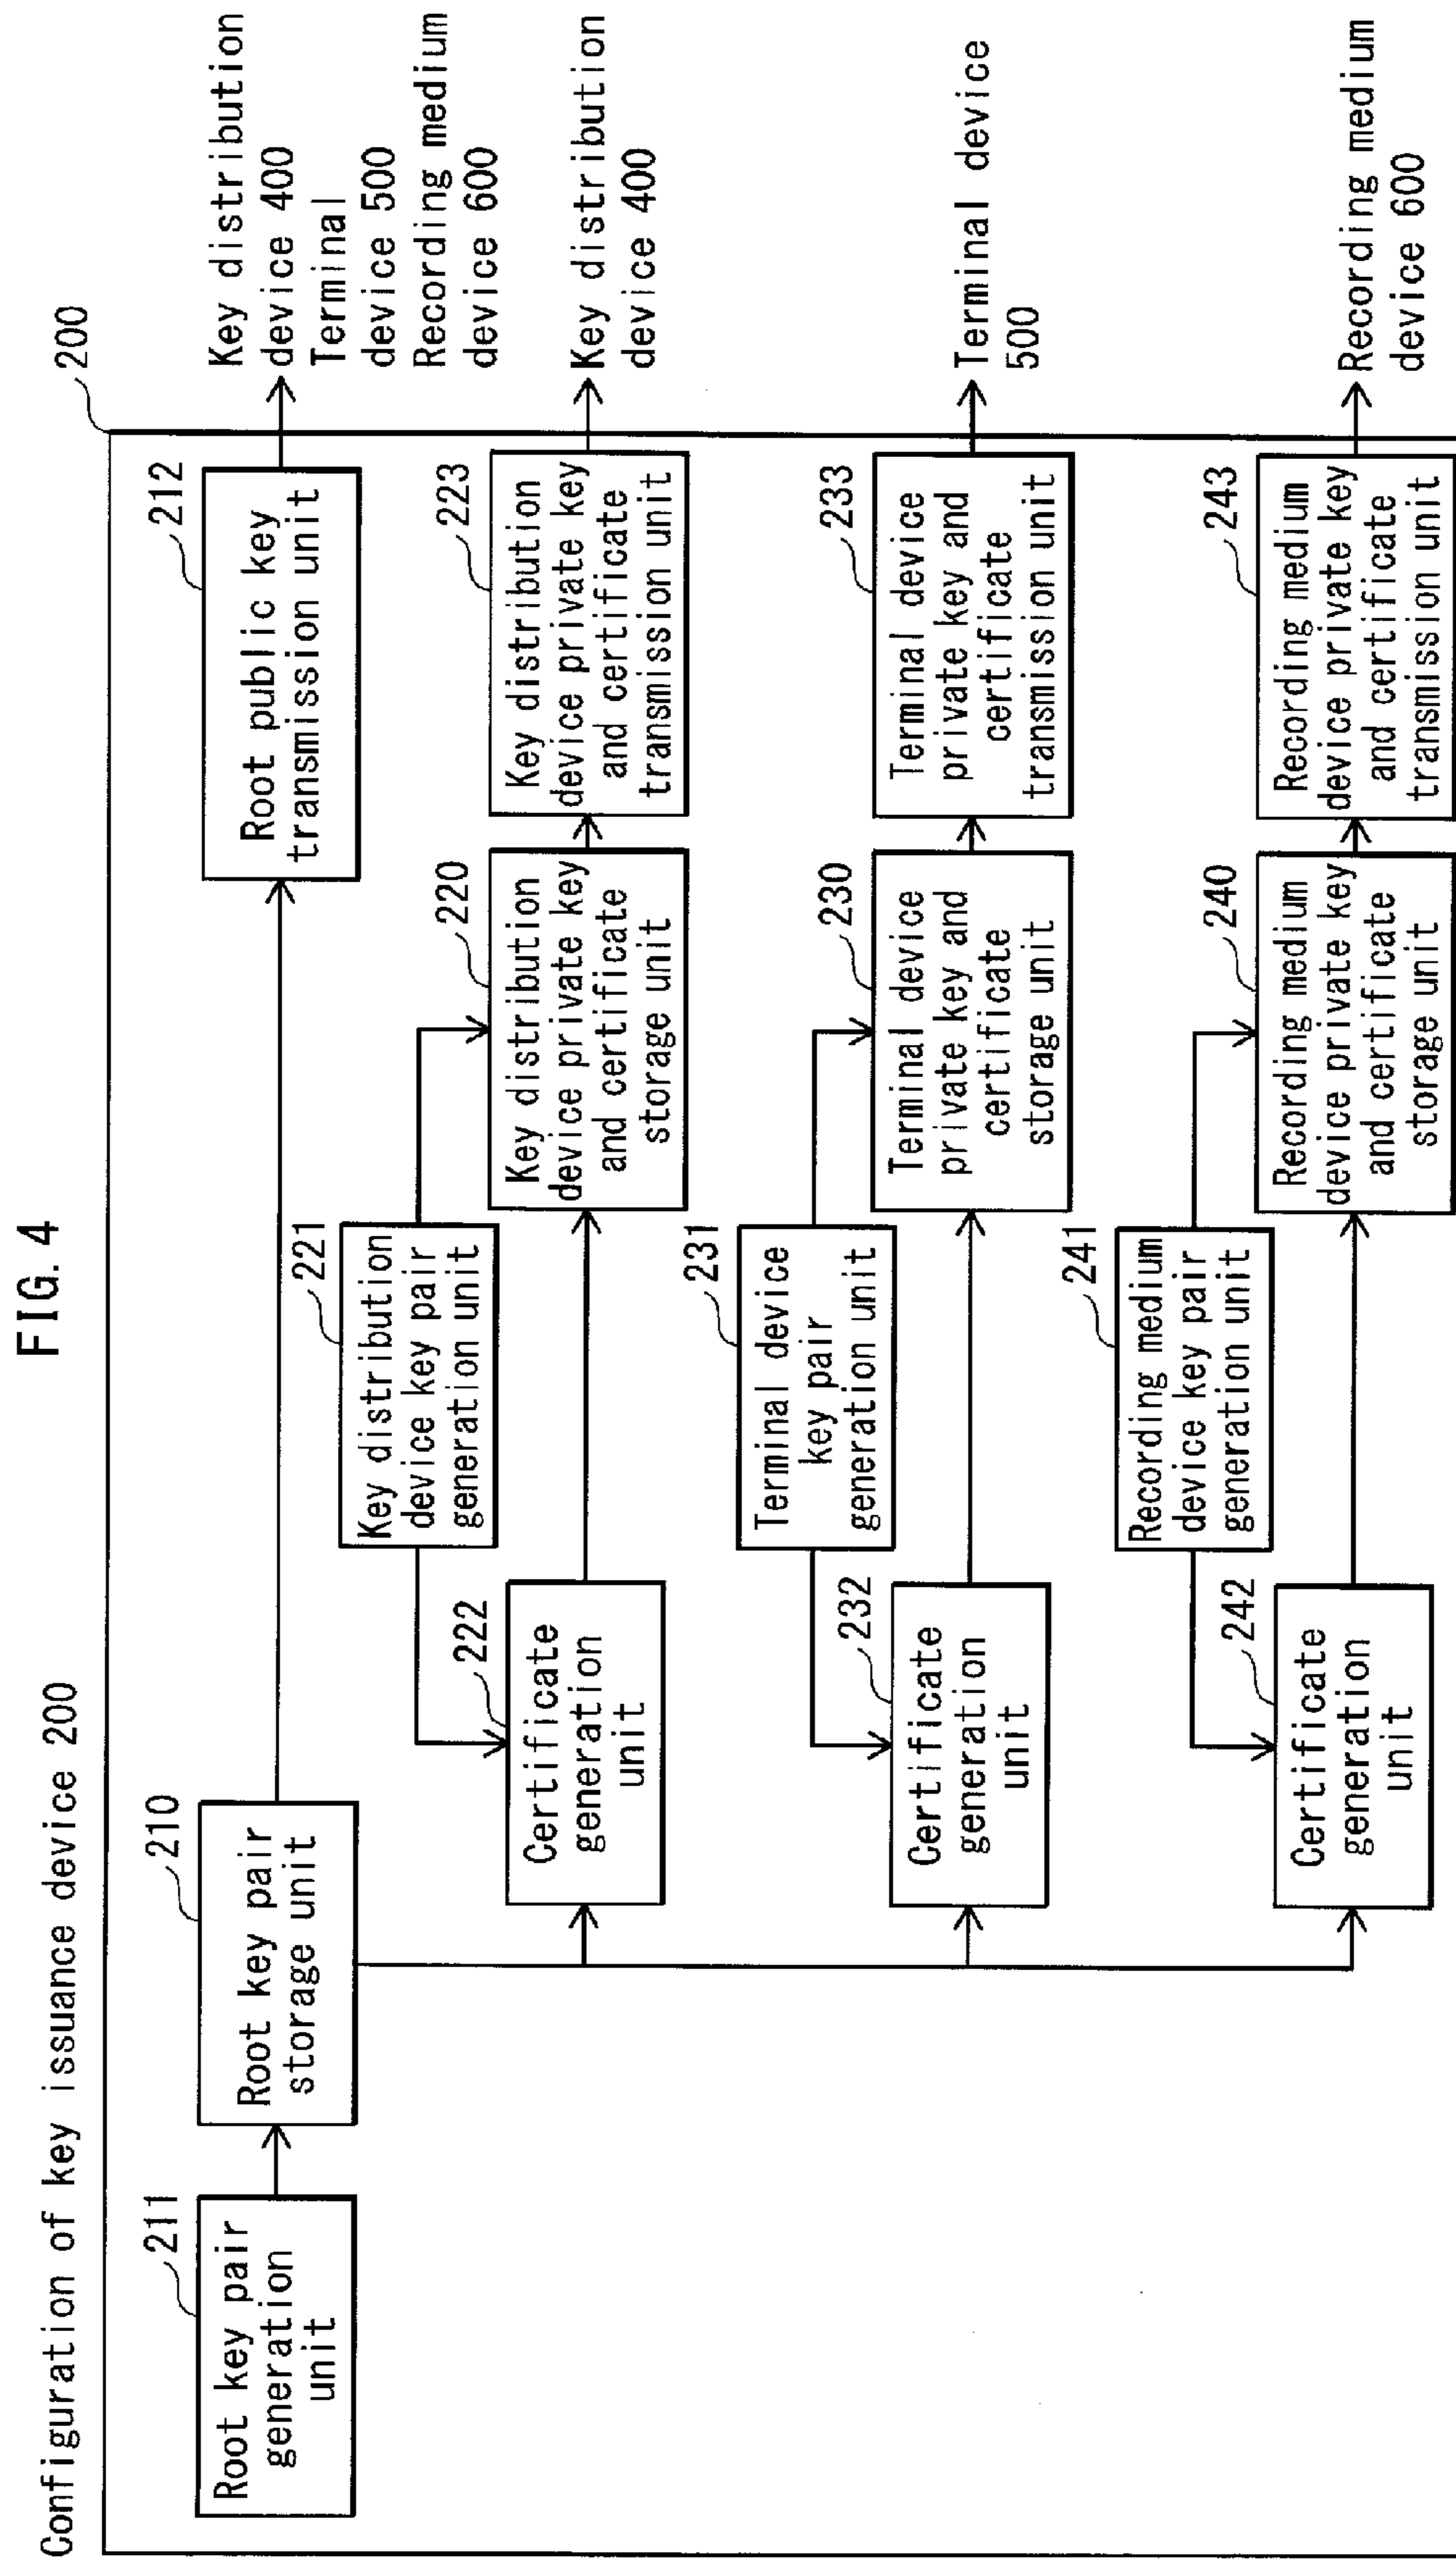 FIG. 4
Configuration of key issuance device 200
200
211
Root key pair
generation
unit
210
Root key pair
storage unit
212
Root public key
transmission unit
Key distribution
device 400
Terminal
device 500
Recording medium
device 600
221
Key distribution
device key pair
generation unit
222
Certificate
generation
unit
220
Key distribution
device private key
and certificate
storage unit
223
Key distribution
device private key
and certificate
transmission unit
Key distribution
device 400
231
Terminal device
key pair
generation unit
232
Certificate
generation
unit
230
Terminal device
private key and
certificate
storage unit
233
Terminal device
private key and
certificate
transmission unit
Terminal device
500
241
Recording medium
device key pair
generation unit
242
Certificate
generation
unit
240
Recording medium
device private key
and certificate
storage unit
243
Recording medium
device private key
and certificate
transmission unit
Recording medium
device 600